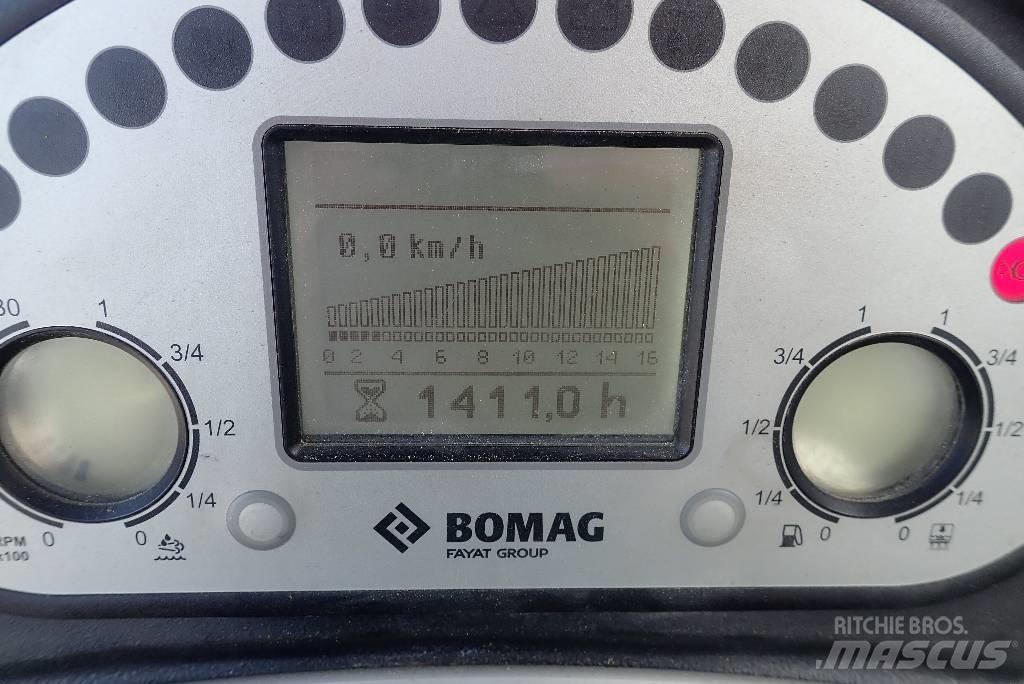 0,0 km/h
0 2 4 6 8 10 12 14 16
1411,0 h
30 1
3/4
1/2
1/4
RPM x100 0 0
1 1
3/4 3/4
1/2 1/2
1/4 1/4
0 0
BOMAG
FAYAT GROUP
RITCHIE BROS.
MASCUS